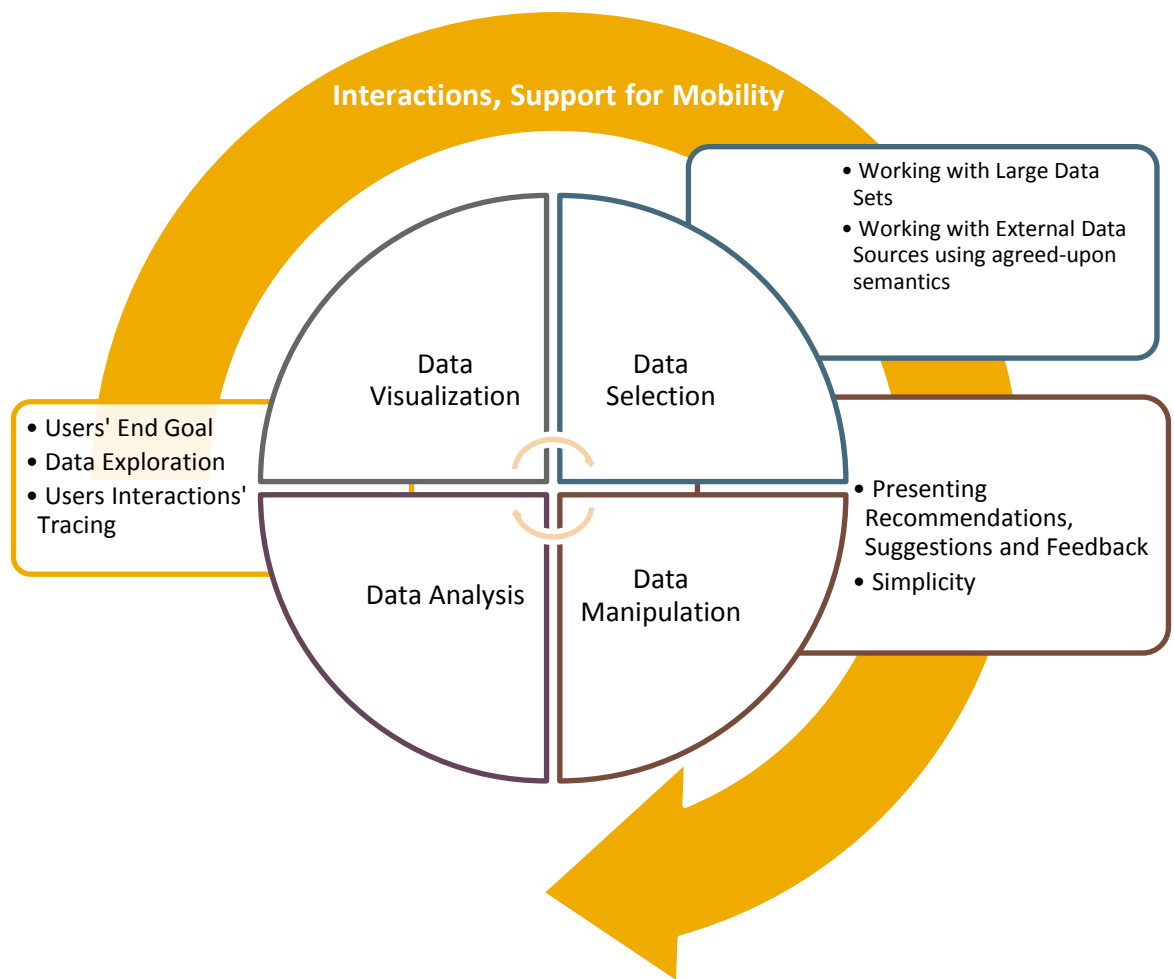 Interactions, Support for Mobility
• Working with Large Data
Sets
• Working with External Data
Sources using agreed-upon
semantics
Data
Visualization
Data
Selection
• Users' End Goal
• Data Exploration
• Users Interactions'
Tracing
• Presenting
Recommendations,
Suggestions and Feedback
• Simplicity
Data Analysis
Data
Manipulation